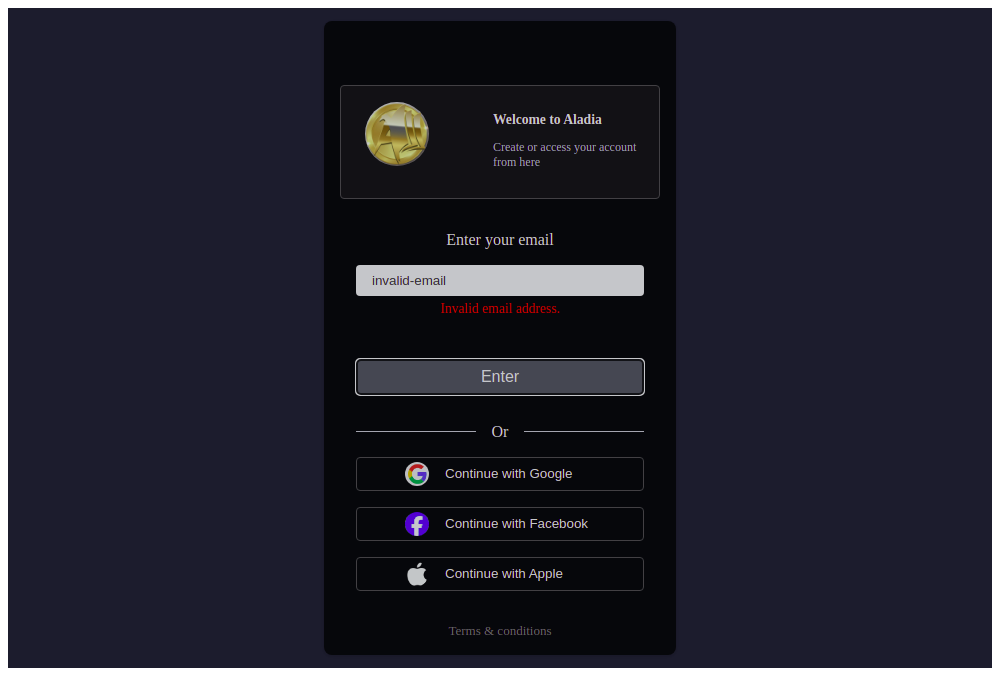 Welcome to Aladia
Create or access your account
from here
Enter your email
invalid-email
Invalid email address.
Enter
Or
Continue with Google
Continue with Facebook
Continue with Apple
Terms & conditions